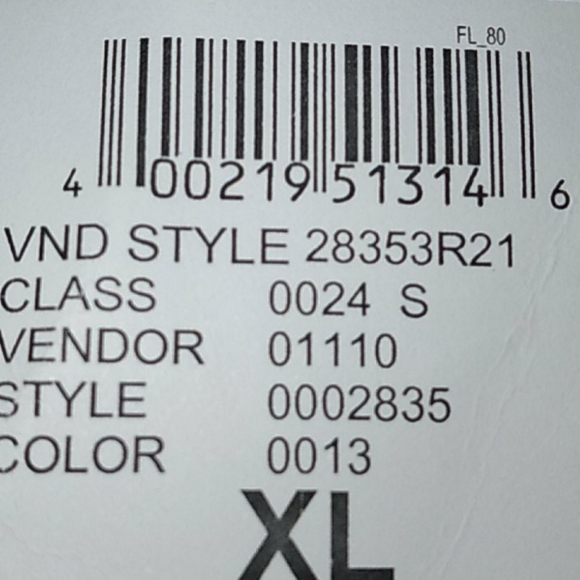 FL_80
4 00219 51314 6
VND STYLE 28353R21
CLASS 0024 S
VENDOR 01110
STYLE 0002835
COLOR 0013
XL